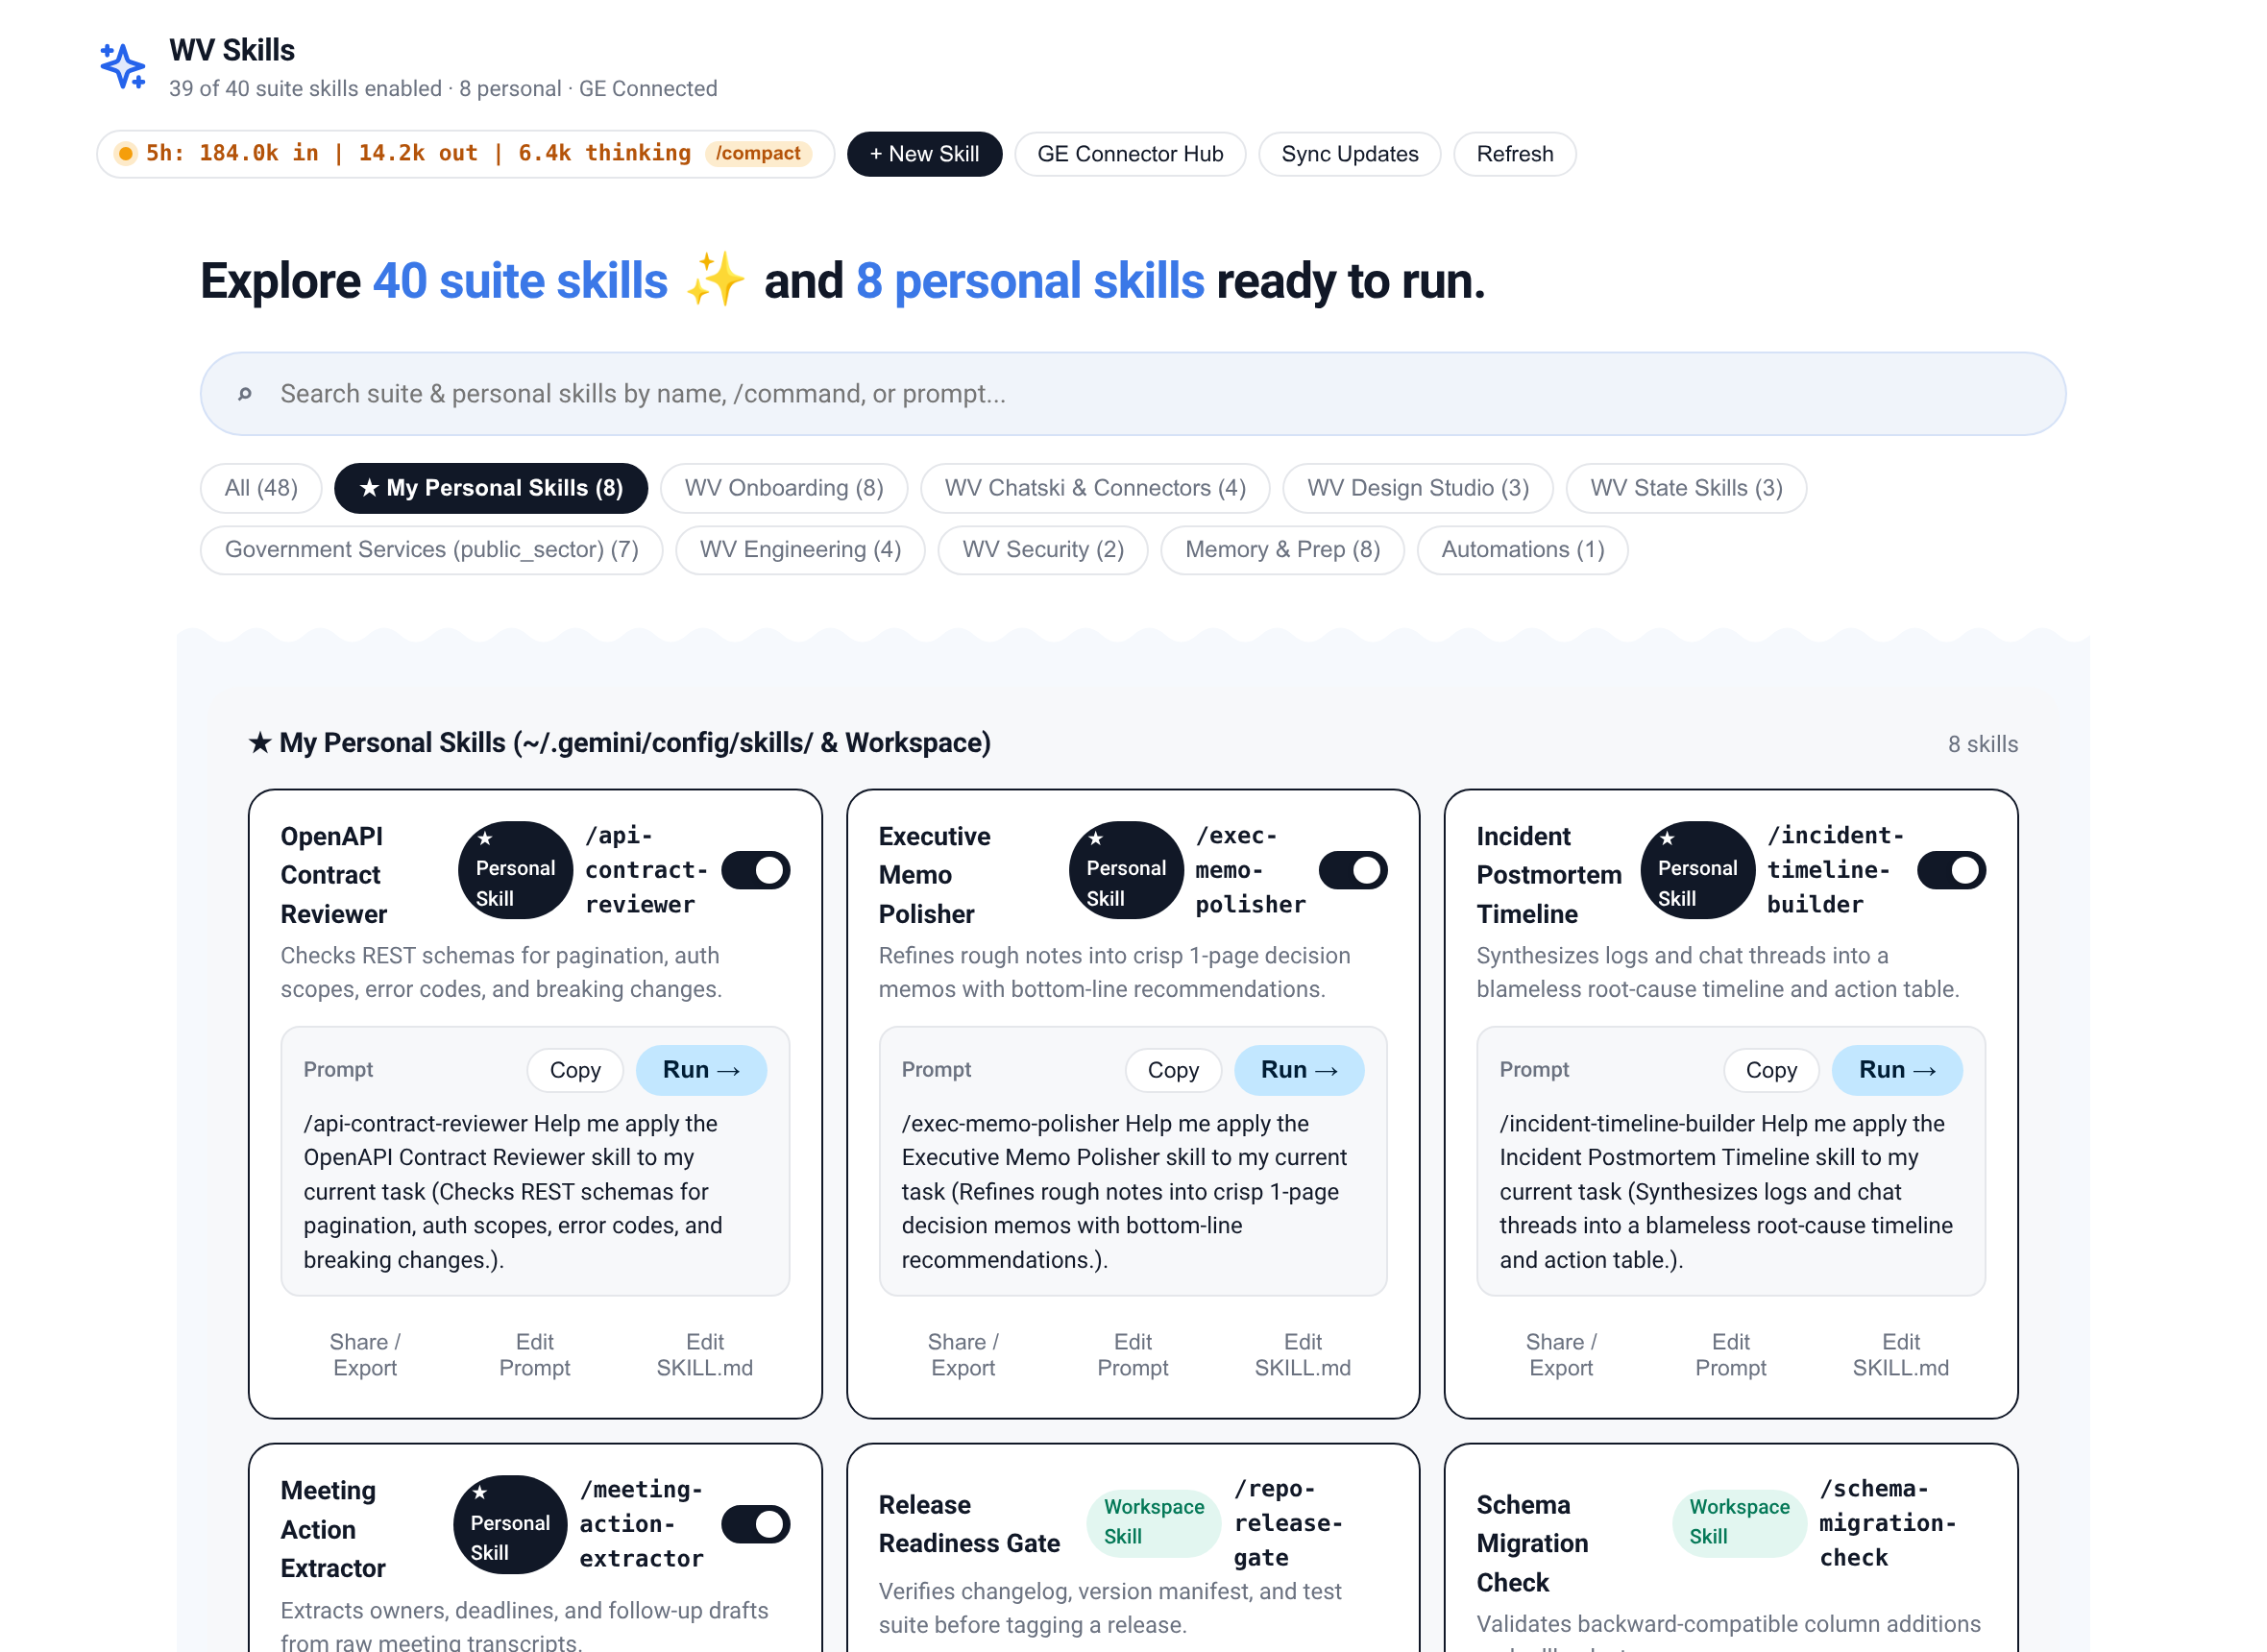 WV Skills
39 of 40 suite skills enabled · 8 personal · GE Connected
5h: 184.0k in | 14.2k out | 6.4k thinking /compact + New Skill GE Connector Hub Sync Updates Refresh
Explore 40 suite skills ✨ and 8 personal skills ready to run.
Search suite & personal skills by name, /command, or prompt...
All (48) ★ My Personal Skills (8) WV Onboarding (8) WV Chatski & Connectors (4) WV Design Studio (3) WV State Skills (3)
Government Services (public_sector) (7) WV Engineering (4) WV Security (2) Memory & Prep (8) Automations (1)
★ My Personal Skills (~/.gemini/config/skills/ & Workspace) 8 skills
OpenAPI
Contract
Reviewer
★
Personal
Skill
/api-
contract-
reviewer
Checks REST schemas for pagination, auth
scopes, error codes, and breaking changes.
Prompt Copy Run →
/api-contract-reviewer Help me apply the
OpenAPI Contract Reviewer skill to my
current task (Checks REST schemas for
pagination, auth scopes, error codes, and
breaking changes.).
Share /
Export
Edit
Prompt
Edit
SKILL.md
Executive
Memo
Polisher
★
Personal
Skill
/exec-
memo-
polisher
Refines rough notes into crisp 1-page decision
memos with bottom-line recommendations.
Prompt Copy Run →
/exec-memo-polisher Help me apply the
Executive Memo Polisher skill to my current
task (Refines rough notes into crisp 1-page
decision memos with bottom-line
recommendations.).
Share /
Export
Edit
Prompt
Edit
SKILL.md
Incident
Postmortem
Timeline
★
Personal
Skill
/incident-
timeline-
builder
Synthesizes logs and chat threads into a
blameless root-cause timeline and action table.
Prompt Copy Run →
/incident-timeline-builder Help me apply the
Incident Postmortem Timeline skill to my
current task (Synthesizes logs and chat
threads into a blameless root-cause timeline
and action table.).
Share /
Export
Edit
Prompt
Edit
SKILL.md
Meeting
Action
Extractor
★
Personal
Skill
/meeting-
action-
extractor
Extracts owners, deadlines, and follow-up drafts
from raw meeting transcripts.
Release
Readiness Gate
Workspace
Skill
/repo-
release-
gate
Verifies changelog, version manifest, and test
suite before tagging a release.
Schema
Migration
Check
Workspace
Skill
/schema-
migration-
check
Validates backward-compatible column additions